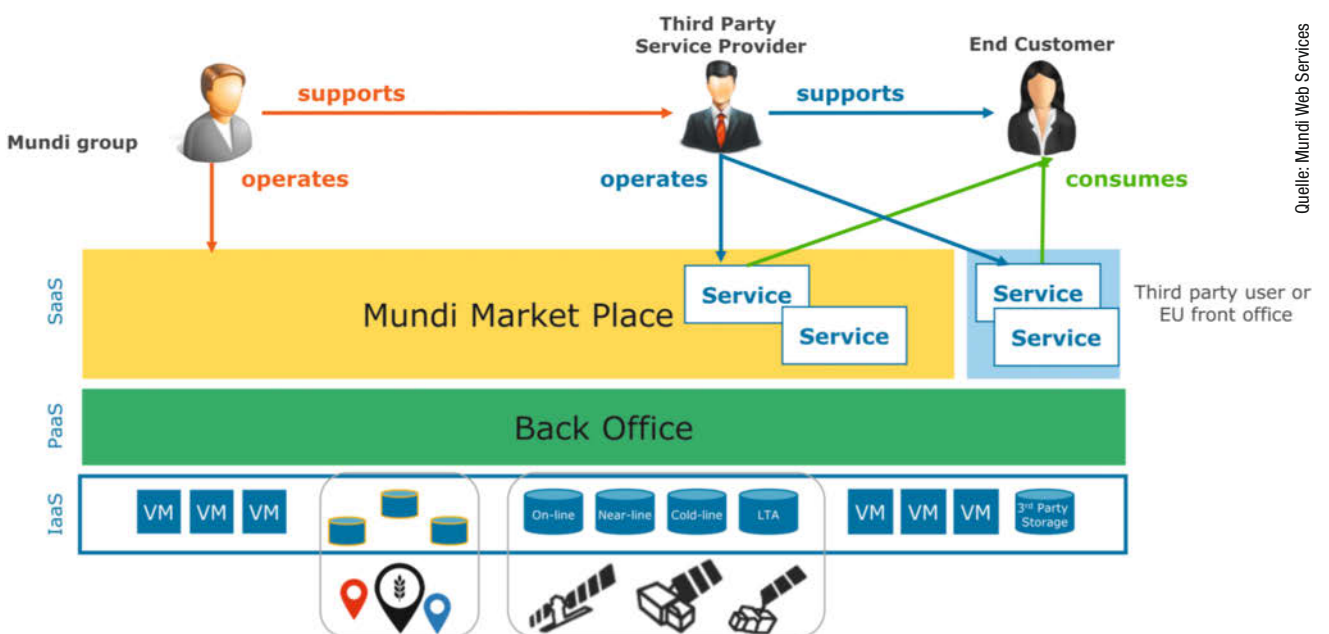 Third Party
Service Provider
End Customer
Mundi group
supports
supports
operates
operates
consumes
Quelle: Mundi Web Services
SaaS
Mundi Market Place
Service
Service
Service
Service
Third party user or
EU front office
PaaS
Back Office
IaaS
VM
VM
VM
On-line
Near-line
Cold-line
LTA
VM
VM
VM
3rd Party
Storage